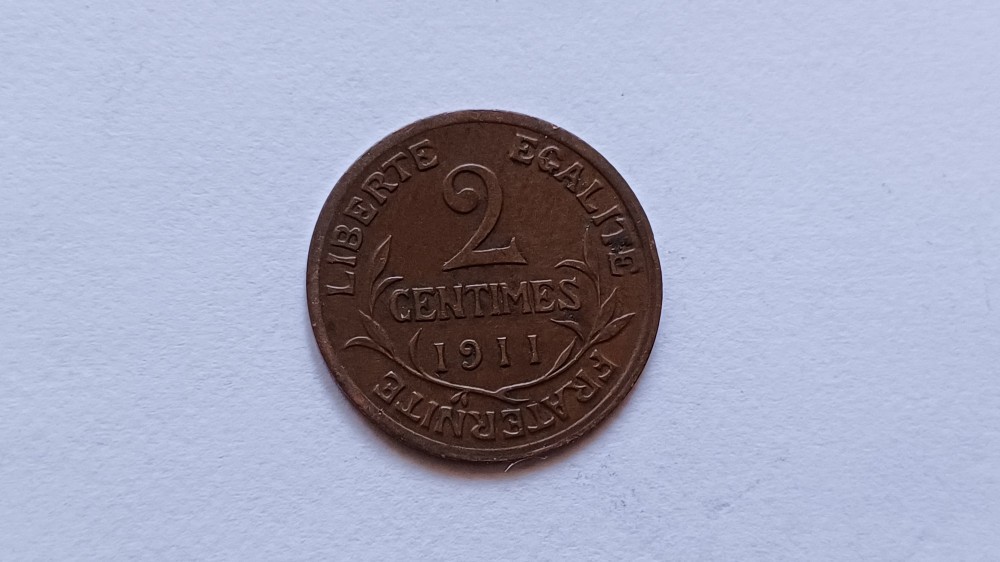 LIBERTE EGALITE FRATERNITE
2
CENTIMES
1911